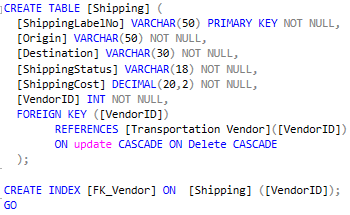 CREATE TABLE [Shipping] (
[ShippingLabelNo] VARCHAR(50) PRIMARY KEY NOT NULL,
[Origin] VARCHAR(50) NOT NULL,
[Destination] VARCHAR(30) NOT NULL,
[ShippingStatus] VARCHAR(18) NOT NULL,
[ShippingCost] DECIMAL(20,2) NOT NULL,
[VendorID] INT NOT NULL,
FOREIGN KEY ([VendorID])
REFERENCES [Transportation Vendor]([VendorID])
ON update CASCADE ON Delete CASCADE
);
CREATE INDEX [FK_Vendor] ON [Shipping] ([VendorID]);
GO